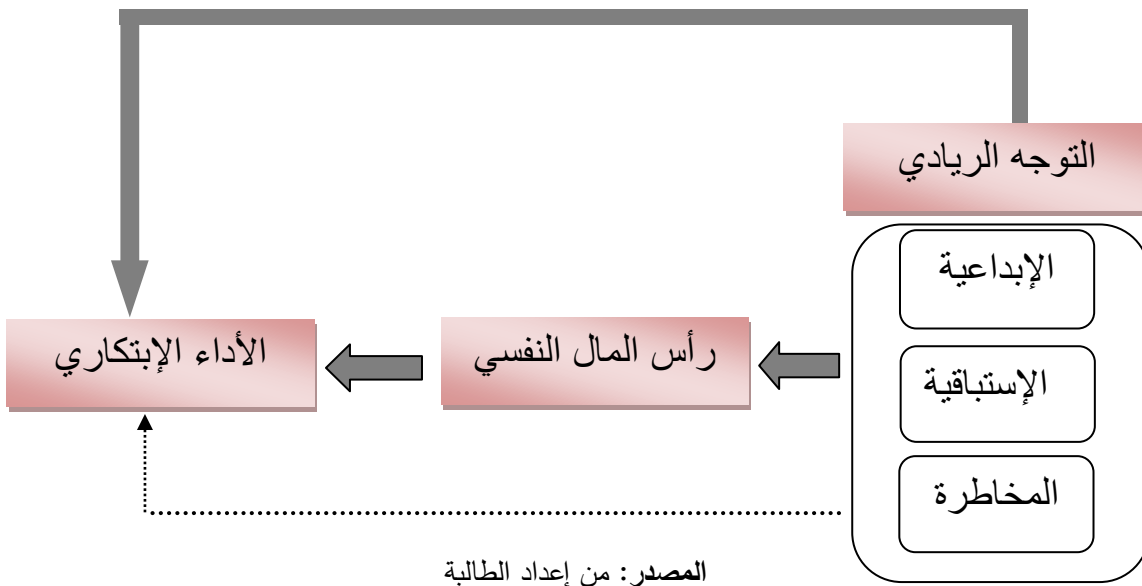 التوجه الريادي
الإبداعية
الأداء الإبتكاري
رأس المال النفسي
الإستباقية
المخاطرة
المصدر: من إعداد الطالبة